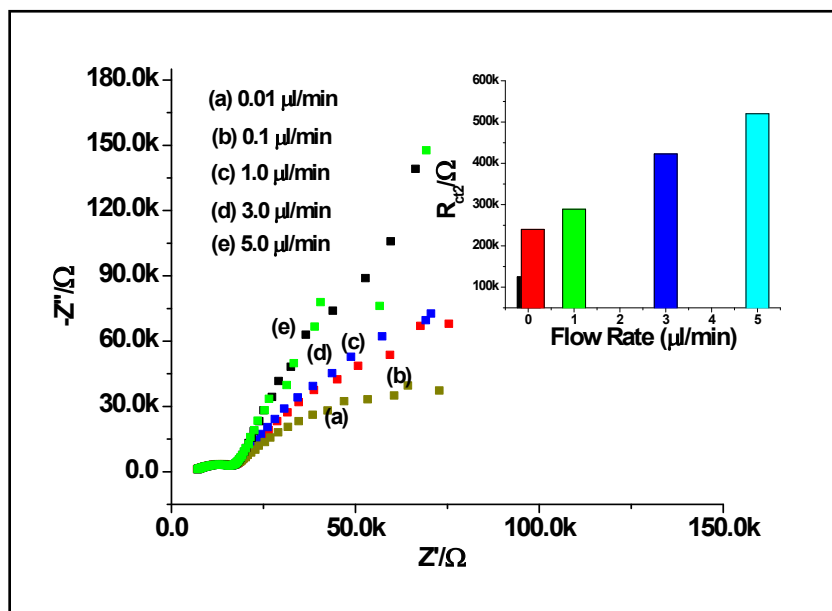 180.0k
150.0k
120.0k
90.0k
60.0k
30.0k
0.0
-Z"/Ω
(a) 0.01 μl/min
(b) 0.1 μl/min
(c) 1.0 μl/min
(d) 3.0 μl/min
(e) 5.0 μl/min
(e)
(d)
(c)
(b)
(a)
0.0
50.0k
100.0k
150.0k
Z'/Ω
600k
500k
400k
300k
200k
100k
Rct2/Ω
0 1 2 3 4 5
Flow Rate (μl/min)